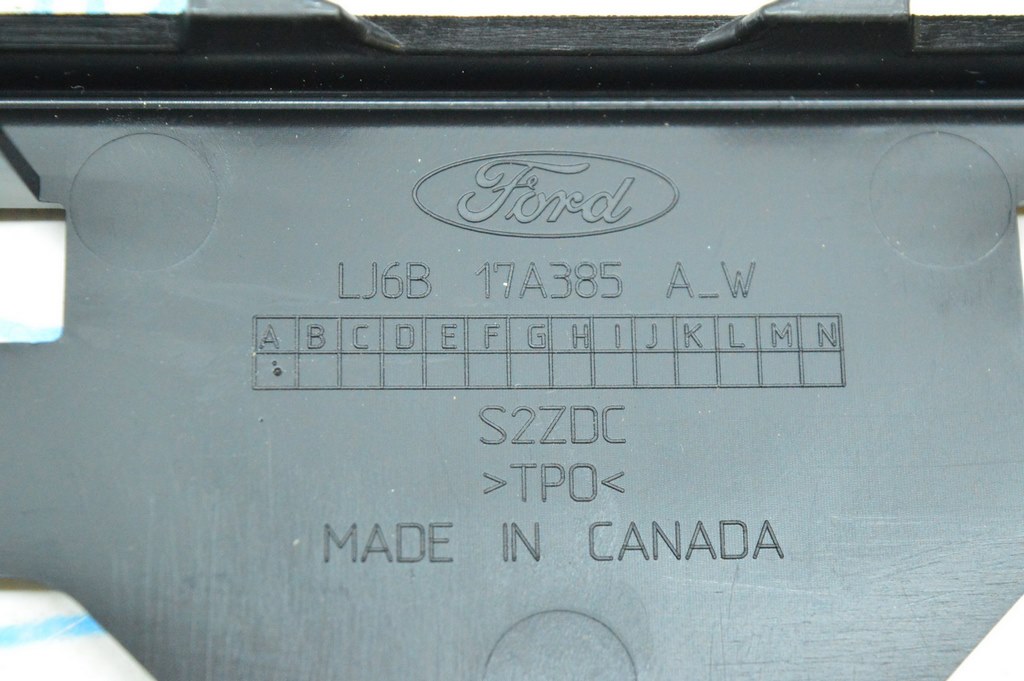 Ford
LJ6B 17A385 A_W
A B C D E F G H I J K L M N
S2ZDC
>TPO<
MADE IN CANADA